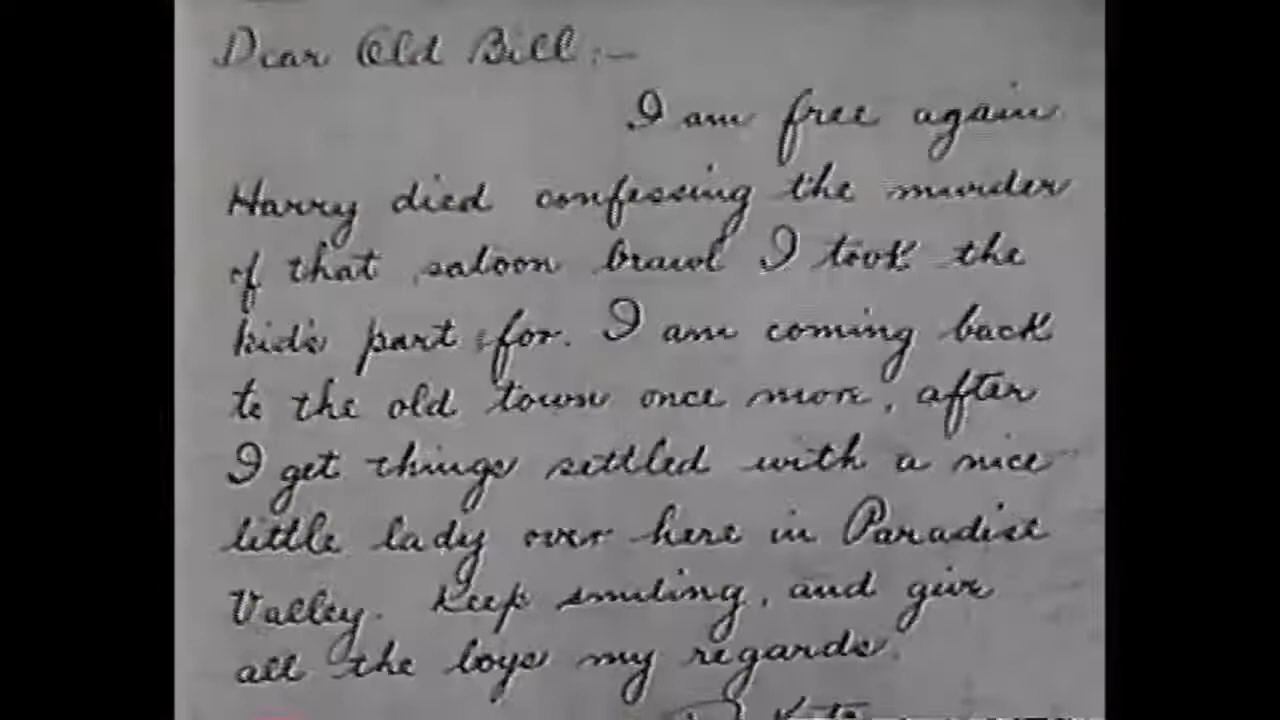 Dear Old Bill:-
I am free again
Harry died confessing the murder
of that saloon brawl I took the
kid's part for. I am coming back
to the old town once more, after
I get things settled with a nice
little lady over here in Paradise
Valley. Keep smiling, and give
all the boys my regards.